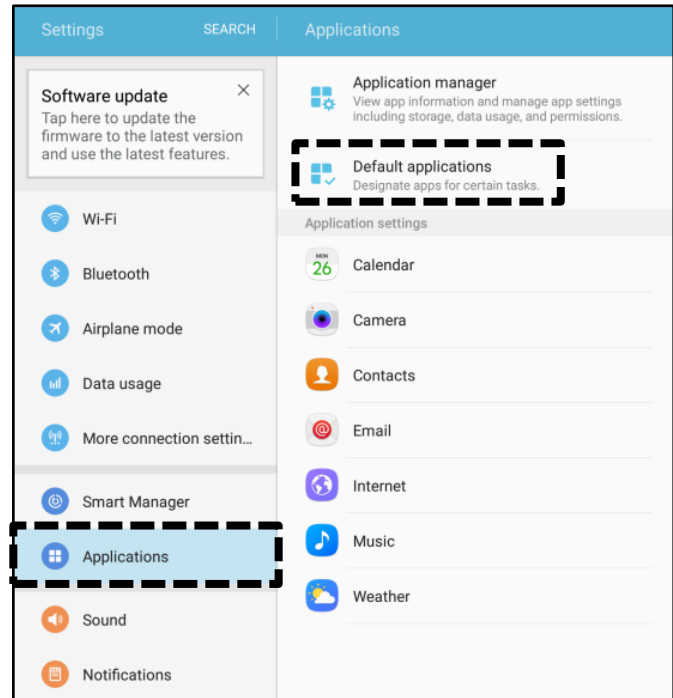 Settings
SEARCH
Software update
Tap here to update the
firmware to the latest version
and use the latest features.
Wi-Fi
Bluetooth
Airplane mode
Data usage
More connection settin...
Smart Manager
Applications
Sound
Notifications
Applications
Application manager
View app information and manage app settings
including storage, data usage, and permissions.
Default applications
Designate apps for certain tasks.
Application settings
MON
26
Calendar
Camera
Contacts
@
Email
Internet
Music
Weather